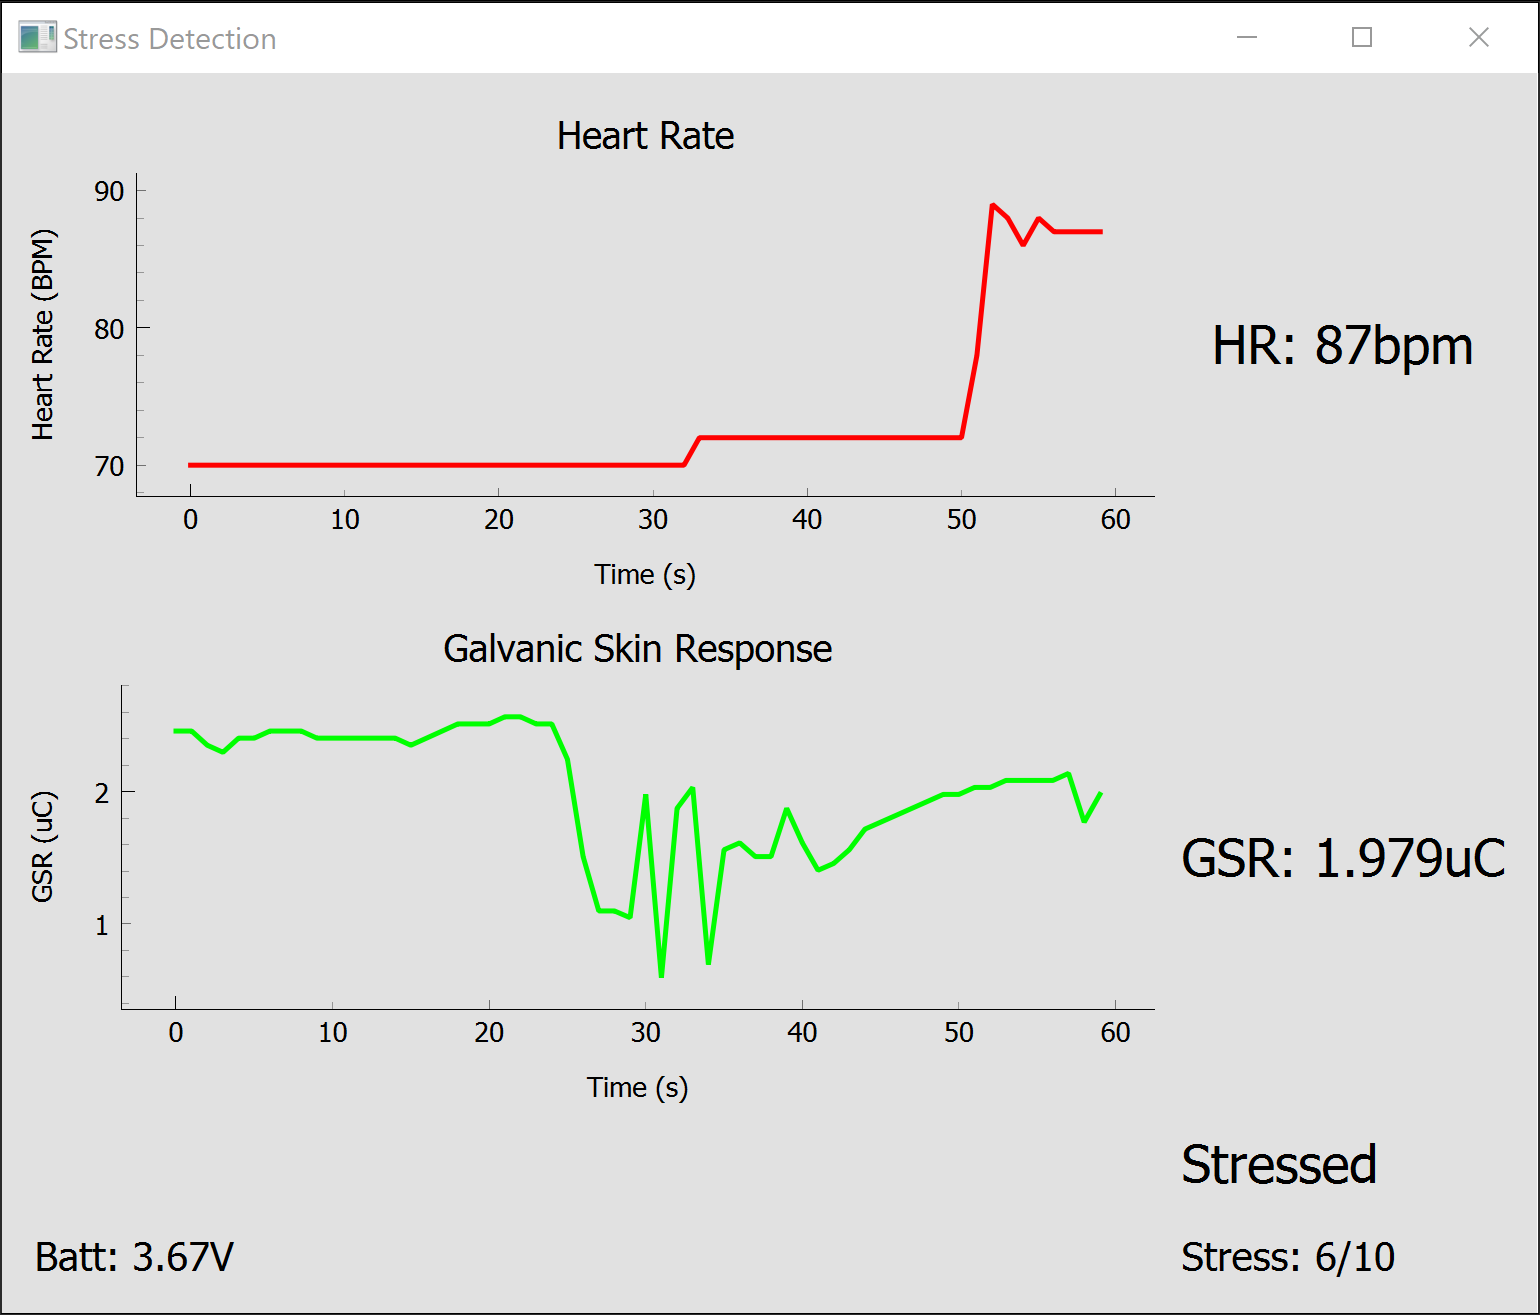 Stress Detection
Heart Rate
90
80
70
Heart Rate (BPM)
0 10 20 30 40 50 60
Time (s)
HR: 87bpm
Galvanic Skin Response
2
1
GSR (uC)
0 10 20 30 40 50 60
Time (s)
GSR: 1.979uC
Stressed
Batt: 3.67V
Stress: 6/10